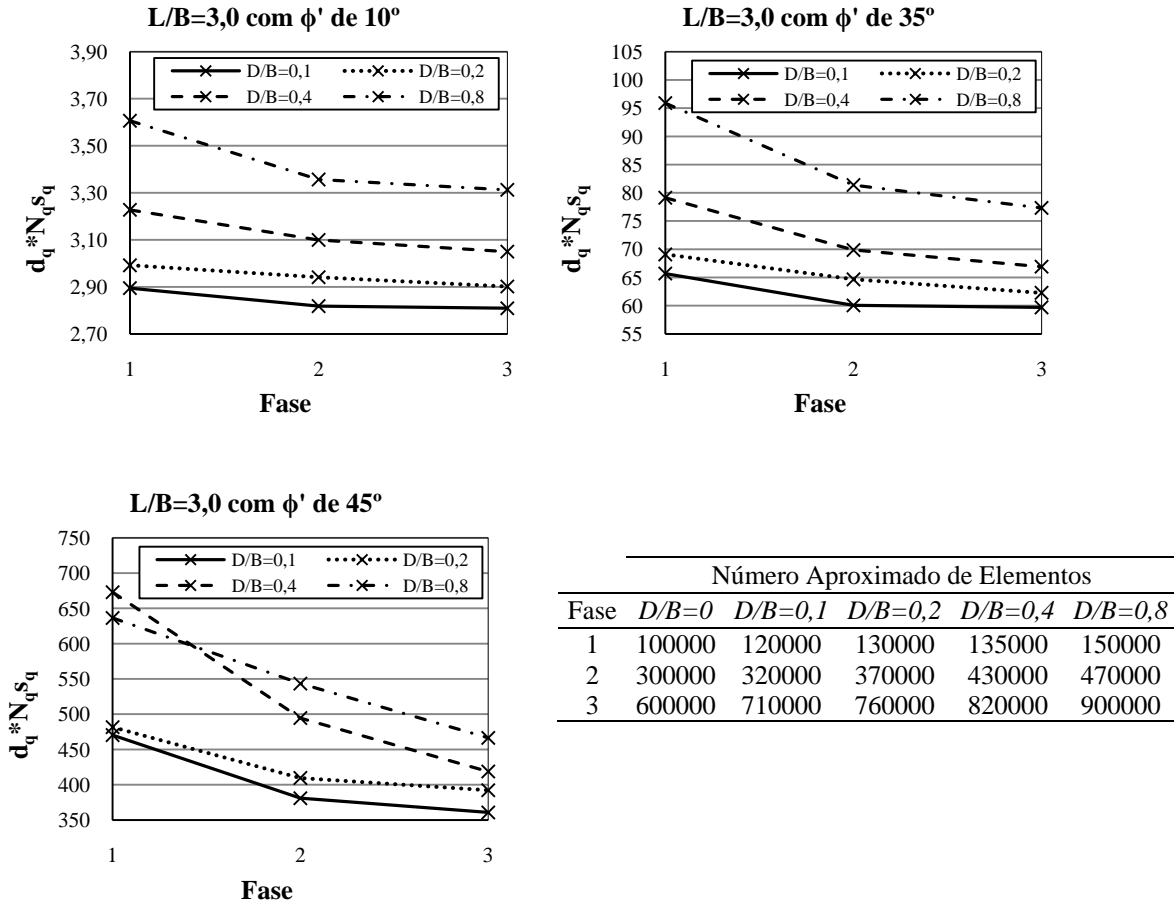 L/B=3,0 com ϕ' de 10º
3,90
3,70
3,50
3,30
3,10
2,90
2,70
D/B=0,1
D/B=0,2
D/B=0,4
D/B=0,8
dq*Nqsq
1 2 3
Fase
L/B=3,0 com ϕ' de 35º
105
100
95
90
85
80
75
70
65
60
55
D/B=0,1
D/B=0,2
D/B=0,4
D/B=0,8
dq*Nqsq
1 2 3
Fase
L/B=3,0 com ϕ' de 45º
750
700
650
600
550
500
450
400
350
D/B=0,1
D/B=0,2
D/B=0,4
D/B=0,8
dq*Nqsq
1 2 3
Fase
Número Aproximado de Elementos
Fase D/B=0 D/B=0,1 D/B=0,2 D/B=0,4 D/B=0,8
1 100000 120000 130000 135000 150000
2 300000 320000 370000 430000 470000
3 600000 710000 760000 820000 900000